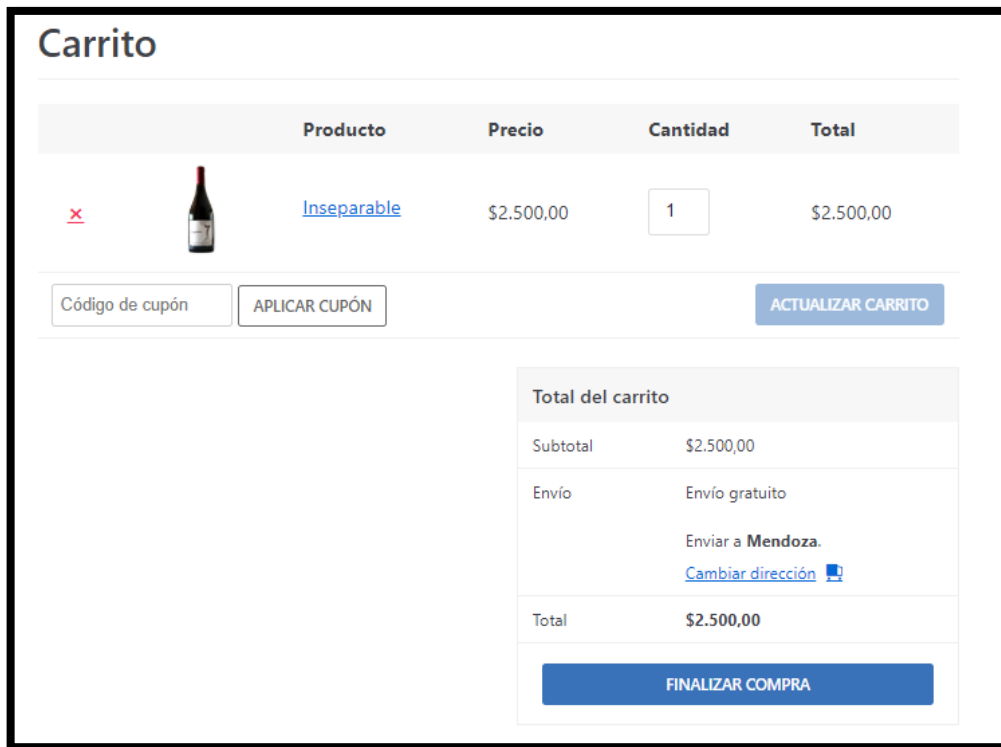 Carrito
Producto Precio Cantidad Total
× Inseparable $2.500,00 1 $2.500,00
Código de cupón APLICAR CUPÓN ACTUALIZAR CARRITO
Total del carrito
Subtotal $2.500,00
Envío Envío gratuito
Enviar a Mendoza.
Cambiar dirección
Total $2.500,00
FINALIZAR COMPRA